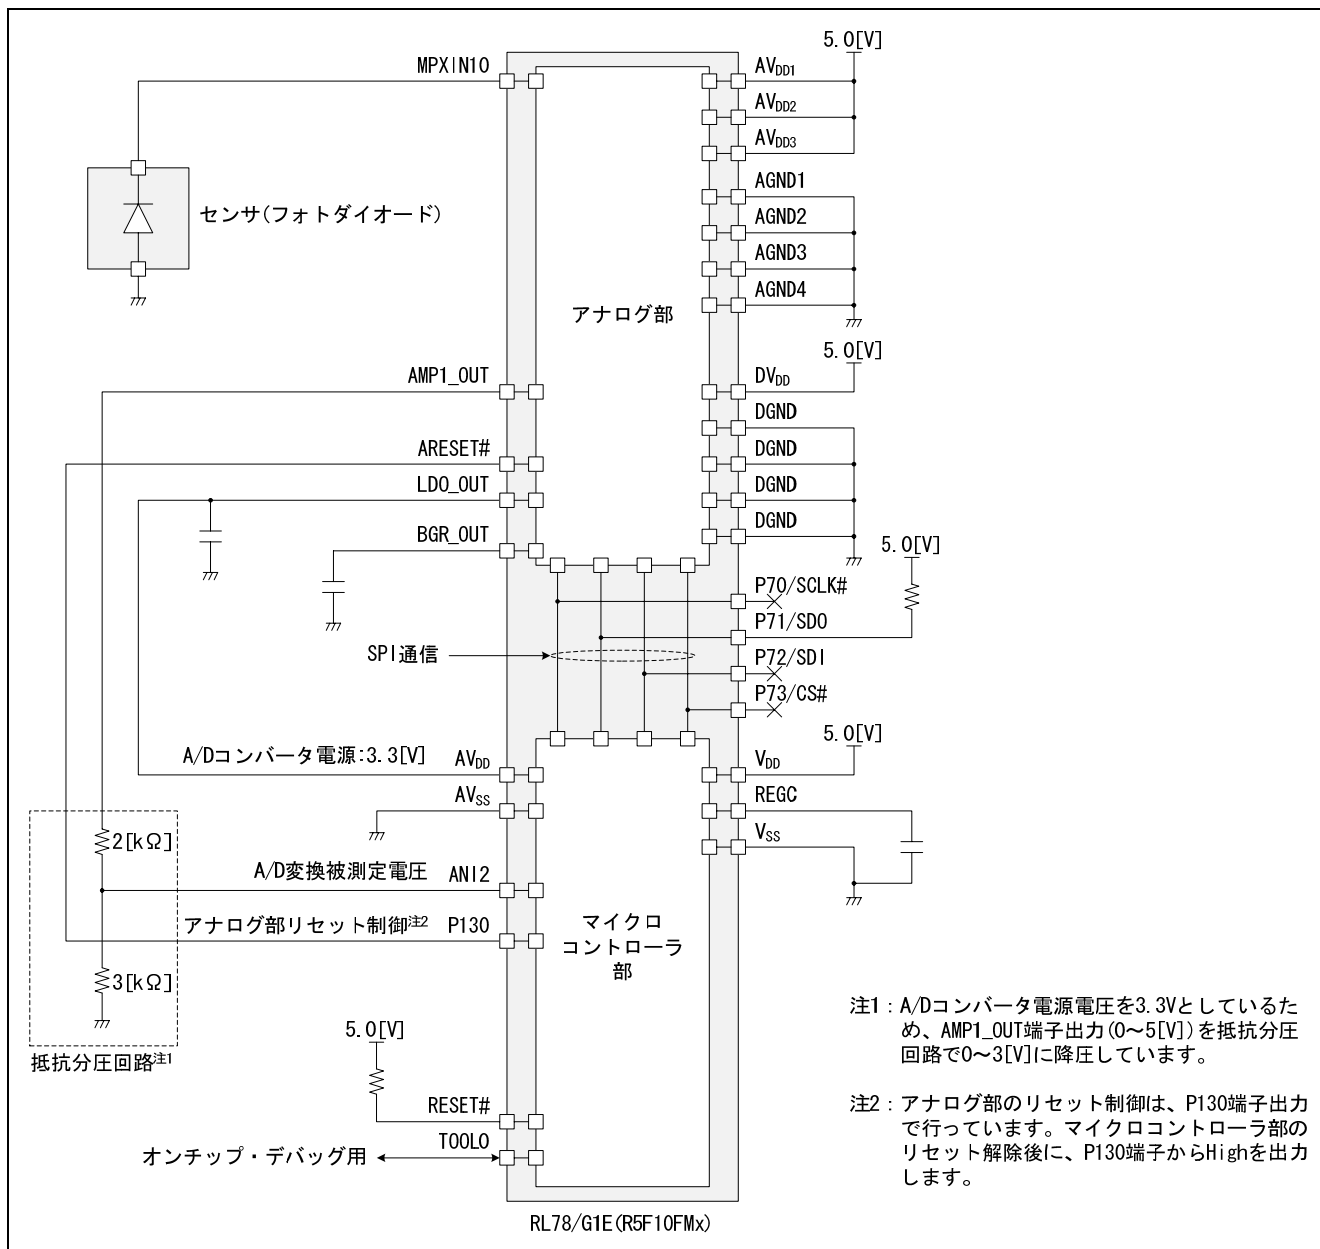 5.0[V]
MPXIN10
AVDD1
AVDD2
AVDD3
AGND1
センサ(フォトダイオード)
AGND2
AGND3
AGND4
アナログ部
5.0[V]
AMP1_OUT
DVDD
DGND
ARESET#
DGND
LDO_OUT
DGND
BGR_OUT
DGND
5.0[V]
P70/SCLK#
P71/SDO
SPI通信
P72/SDI
P73/CS#
5.0[V]
A/Dコンバータ電源:3.3[V]
AVDD
VDD
AVSS
REGC
2[kΩ]
VSS
A/D変換被測定電圧
ANI2
アナログ部リセット制御注2
P130
マイクロ
コントローラ
部
3[kΩ]
抵抗分圧回路注1
5.0[V]
RESET#
TOOL0
オンチップ・デバッグ用
RL78/G1E(R5F10FMx)
注1：A/Dコンバータ電源電圧を3.3Vとしているた
め、AMP1_OUT端子出力(0～5[V])を抵抗分圧
回路で0～3[V]に降圧しています。
注2：アナログ部のリセット制御は、P130端子出力
で行っています。マイクロコントローラ部の
リセット解除後に、P130端子からHighを出力
します。